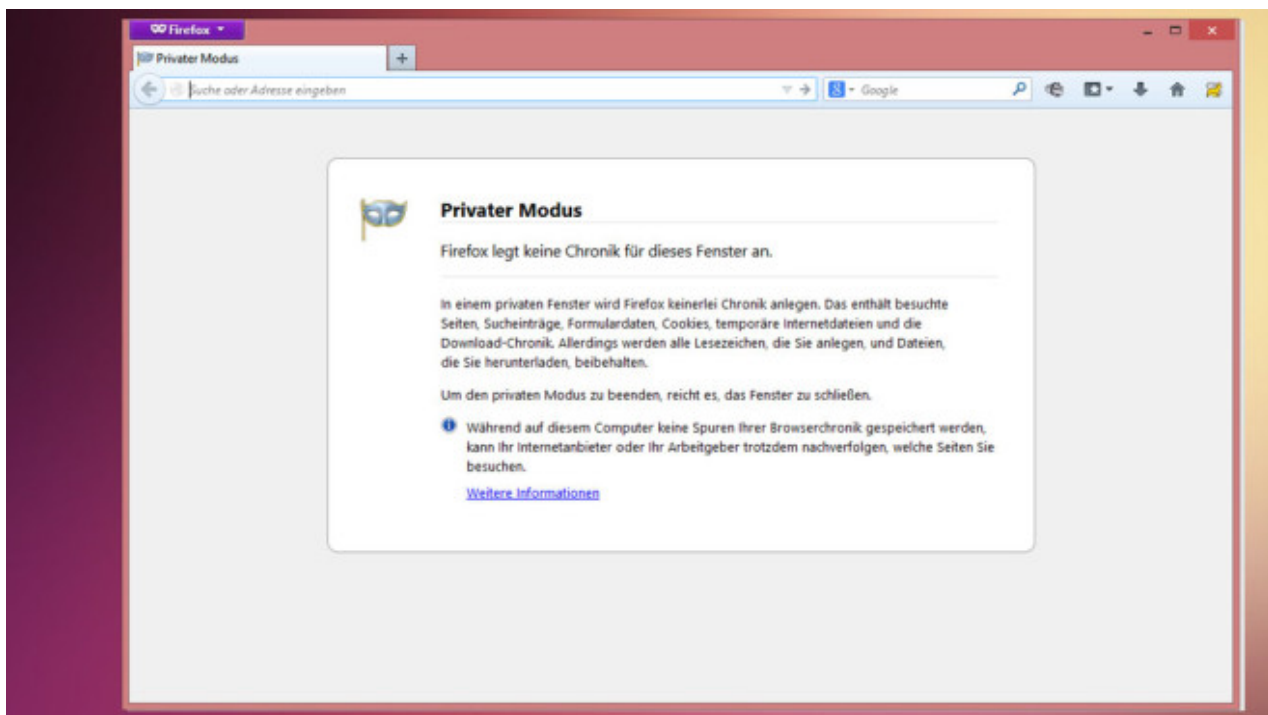 Firefox
Privater Modus
Suche oder Adresse eingeben
Google
Privater Modus
Firefox legt keine Chronik für dieses Fenster an.
In einem privaten Fenster wird Firefox keinerlei Chronik anlegen. Das enthält besuchte
Seiten, Sucheinträge, Formulardaten, Cookies, temporäre Internetdateien und die
Download-Chronik. Allerdings werden alle Lesezeichen, die Sie anlegen, und Dateien,
die Sie herunterladen, beibehalten.
Um den privaten Modus zu beenden, reicht es, das Fenster zu schließen.
Während auf diesem Computer keine Spuren Ihrer Browserchronik gespeichert werden,
kann Ihr Internetanbieter oder Ihr Arbeitgeber trotzdem nachverfolgen, welche Seiten Sie
besuchen.
Weitere Informationen